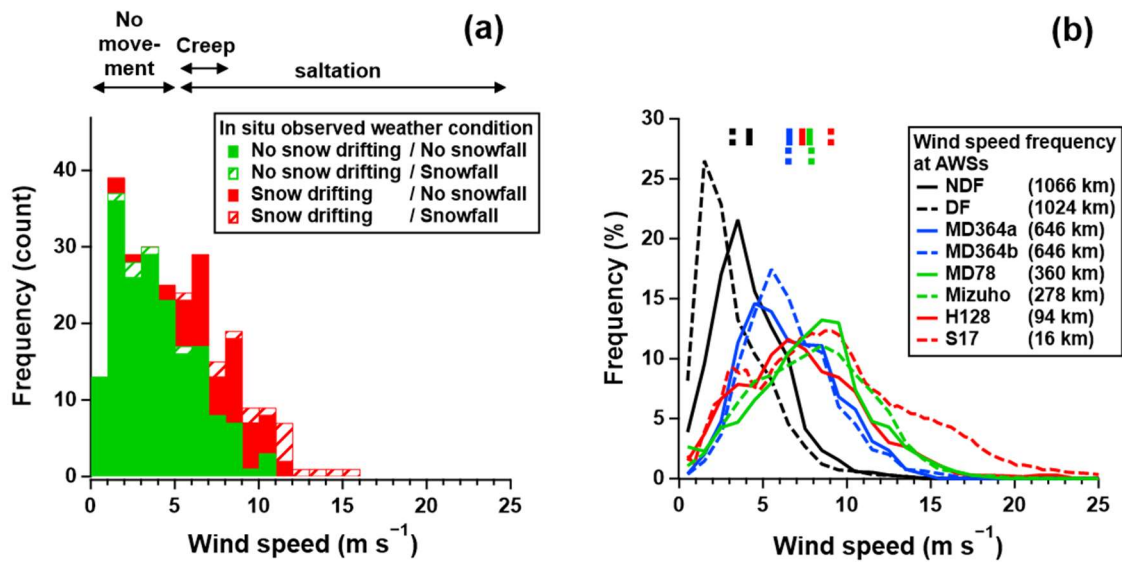 (a)
No
move-
ment
Creep
saltation
In situ observed weather condition
No snow drifting / No snowfall
No snow drifting / Snowfall
Snow drifting / No snowfall
Snow drifting / Snowfall
Frequency (count)
40
30
20
10
0
0 5 10 15 20 25
Wind speed (m s⁻¹)
(b)
Wind speed frequency
at AWSs
NDF (1066 km)
DF (1024 km)
MD364a (646 km)
MD364b (646 km)
MD78 (360 km)
Mizuho (278 km)
H128 (94 km)
S17 (16 km)
Frequency (%)
30
25
20
15
10
5
0
0 5 10 15 20 25
Wind speed (m s⁻¹)